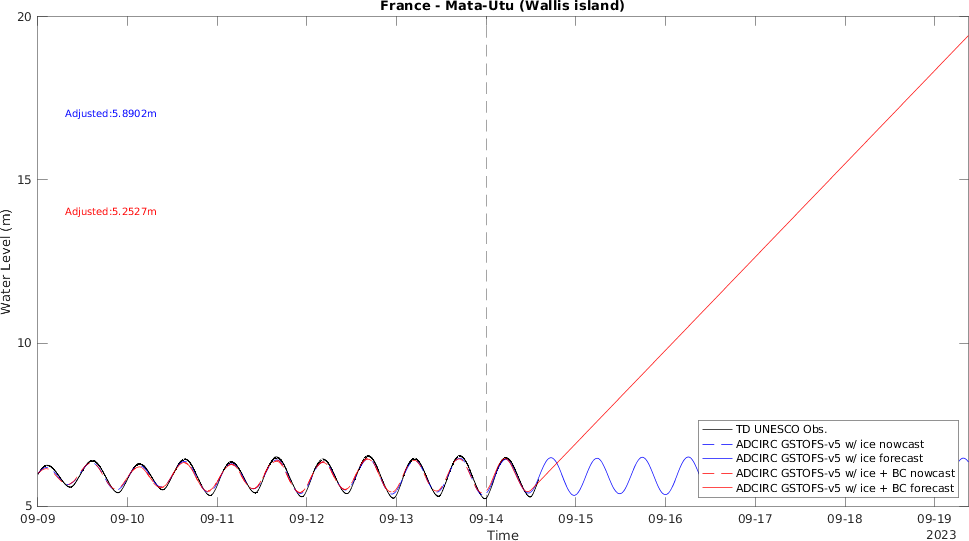 France - Mata-Utu (Wallis island)
20
15
10
5
Water Level (m)
Adjusted:5.8902m
Adjusted:5.2527m
TD UNESCO Obs.
ADCIRC GSTOFS-v5 w/ ice nowcast
ADCIRC GSTOFS-v5 w/ ice forecast
ADCIRC GSTOFS-v5 w/ ice + BC nowcast
ADCIRC GSTOFS-v5 w/ ice + BC forecast
09-09 09-10 09-11 09-12 09-13 09-14 09-15 09-16 09-17 09-18 09-19
Time
2023